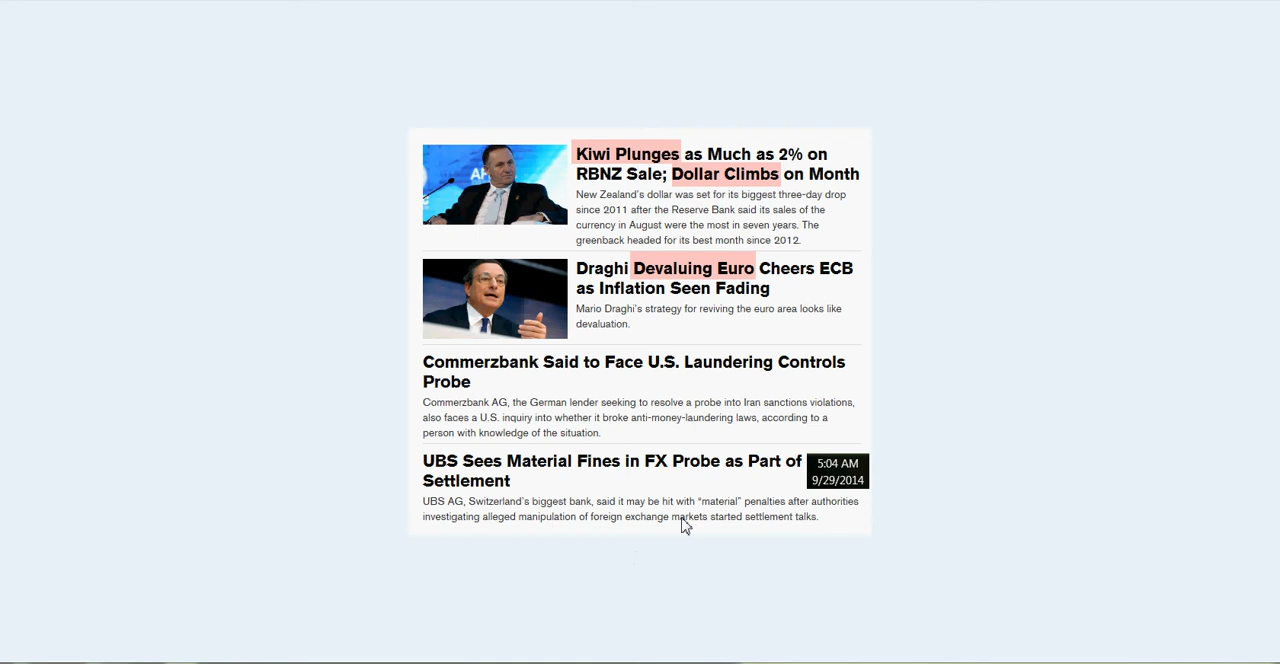 Kiwi Plunges as Much as 2% on
RBNZ Sale; Dollar Climbs on Month
New Zealand's dollar was set for its biggest three-day drop
since 2011 after the Reserve Bank said its sales of the
currency in August were the most in seven years. The
greenback headed for its best month since 2012.
Draghi Devaluing Euro Cheers ECB
as Inflation Seen Fading
Mario Draghi's strategy for reviving the euro area looks like
devaluation.
Commerzbank Said to Face U.S. Laundering Controls
Probe
Commerzbank AG, the German lender seeking to resolve a probe into Iran sanctions violations,
also faces a U.S. inquiry into whether it broke anti-money-laundering laws, according to a
person with knowledge of the situation.
UBS Sees Material Fines in FX Probe as Part of
Settlement
5:04 AM
9/29/2014
UBS AG, Switzerland's biggest bank, said it may be hit with "material" penalties after authorities
investigating alleged manipulation of foreign exchange markets started settlement talks.